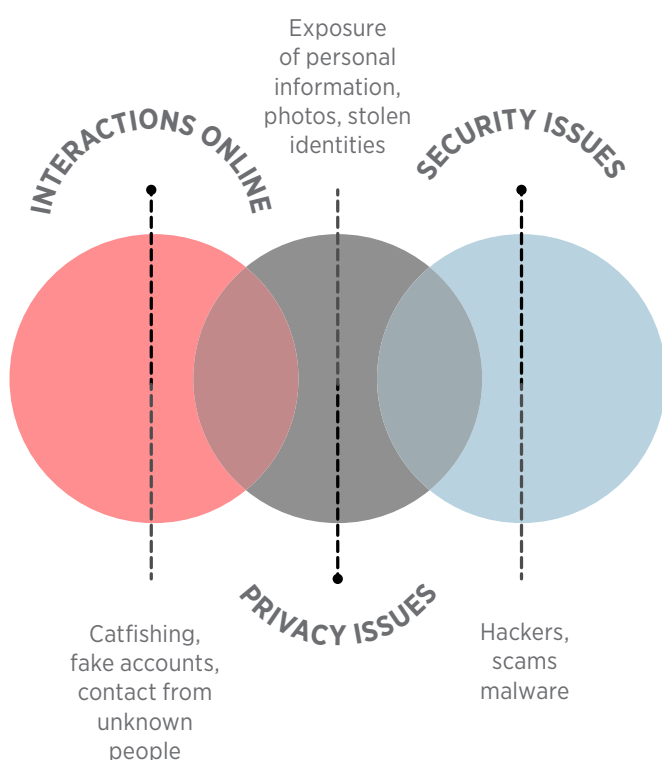 Exposure
of personal
information,
photos, stolen
identities
INTERACTIONS ONLINE
SECURITY ISSUES
PRIVACY ISSUES
Catfishing,
fake accounts,
contact from
unknown
people
Hackers,
scams
malware